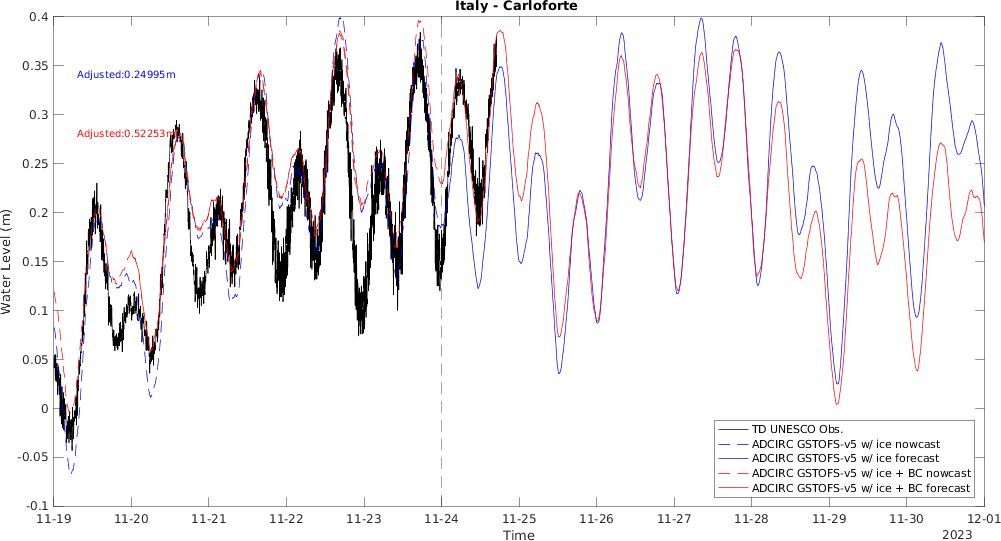 Italy - Carloforte
0.4
0.35
0.3
0.25
0.2
0.15
0.1
0.05
0
-0.05
-0.1
Water Level (m)
Adjusted:0.24995m
Adjusted:0.52253m
TD UNESCO Obs.
ADCIRC GSTOFS-v5 w/ ice nowcast
ADCIRC GSTOFS-v5 w/ ice forecast
ADCIRC GSTOFS-v5 w/ ice + BC nowcast
ADCIRC GSTOFS-v5 w/ ice + BC forecast
11-19 11-20 11-21 11-22 11-23 11-24 11-25 11-26 11-27 11-28 11-29 11-30 12-01
Time
2023